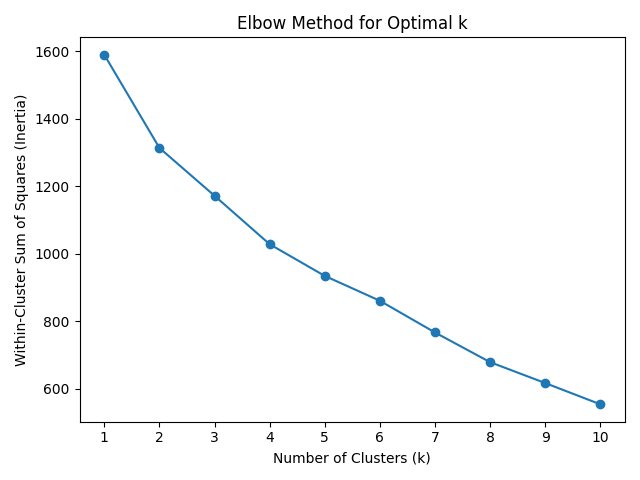 Elbow Method for Optimal k
Within-Cluster Sum of Squares (Inertia)
1600
1400
1200
1000
800
600
1 2 3 4 5 6 7 8 9 10
Number of Clusters (k)